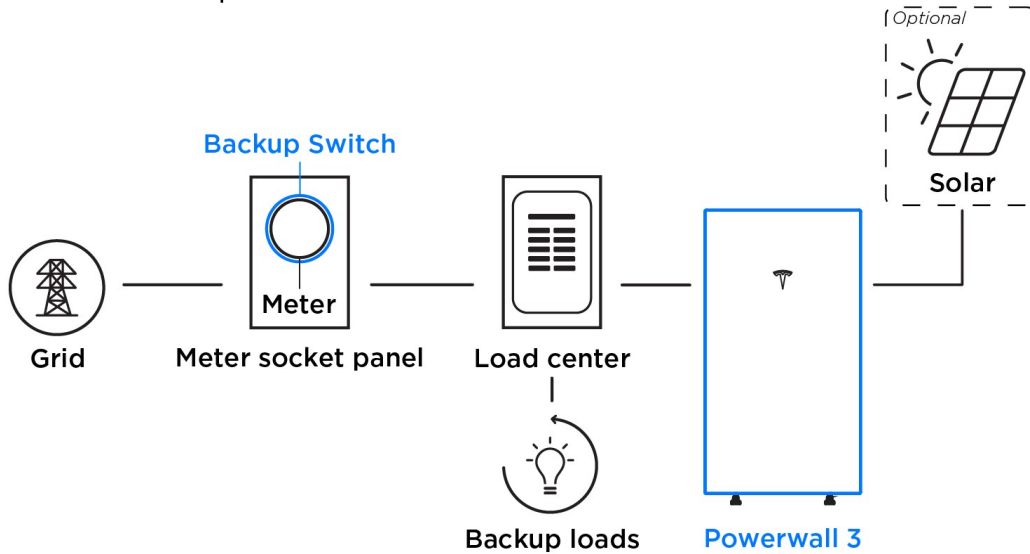 Optional
Solar
Backup Switch
Meter
Grid
Meter socket panel
Load center
Backup loads
Powerwall 3